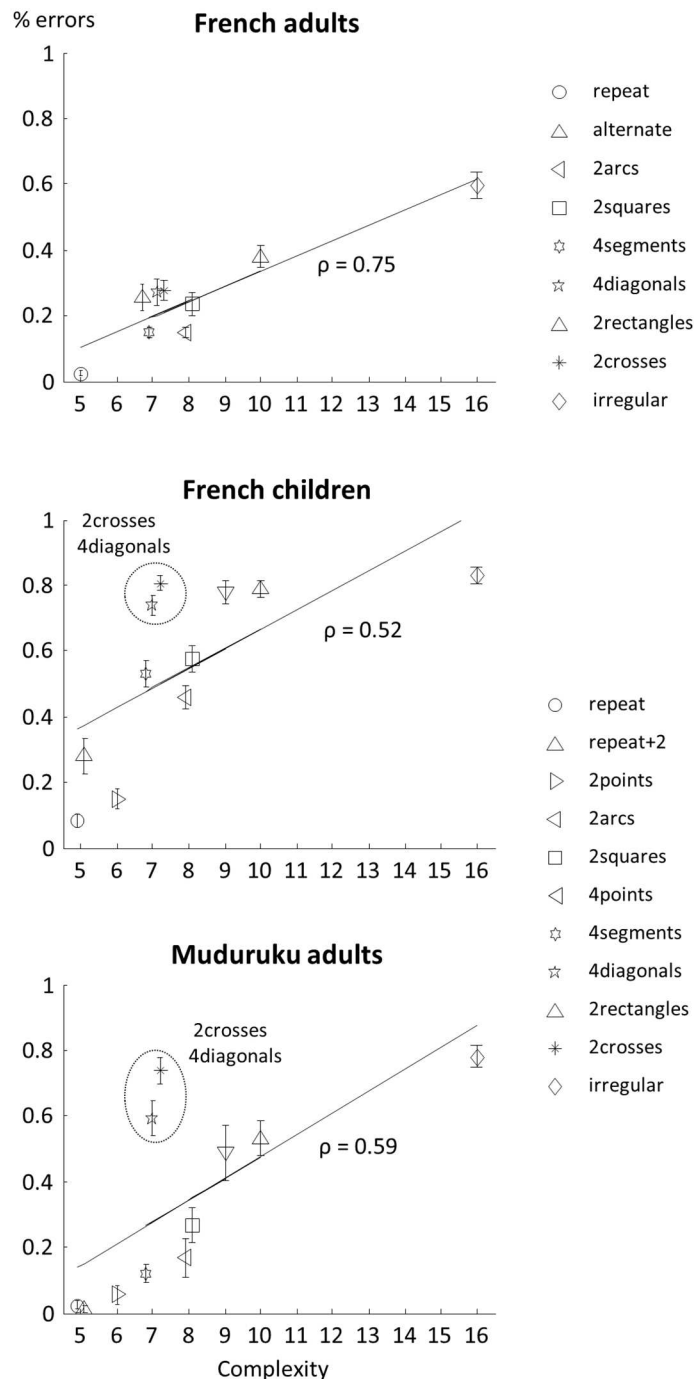 % errors
French adults
1
0.8
0.6
0.4
0.2
0
ρ = 0.75
5 6 7 8 9 10 11 12 13 14 15 16
repeat
alternate
2arcs
2squares
4segments
4diagonals
2rectangles
2crosses
irregular
French children
1
0.8
0.6
0.4
0.2
0
2crosses
4diagonals
ρ = 0.52
5 6 7 8 9 10 11 12 13 14 15 16
repeat
repeat+2
2points
2arcs
2squares
4points
4segments
4diagonals
2rectangles
2crosses
irregular
Muduruku adults
1
0.8
0.6
0.4
0.2
0
2crosses
4diagonals
ρ = 0.59
5 6 7 8 9 10 11 12 13 14 15 16
Complexity